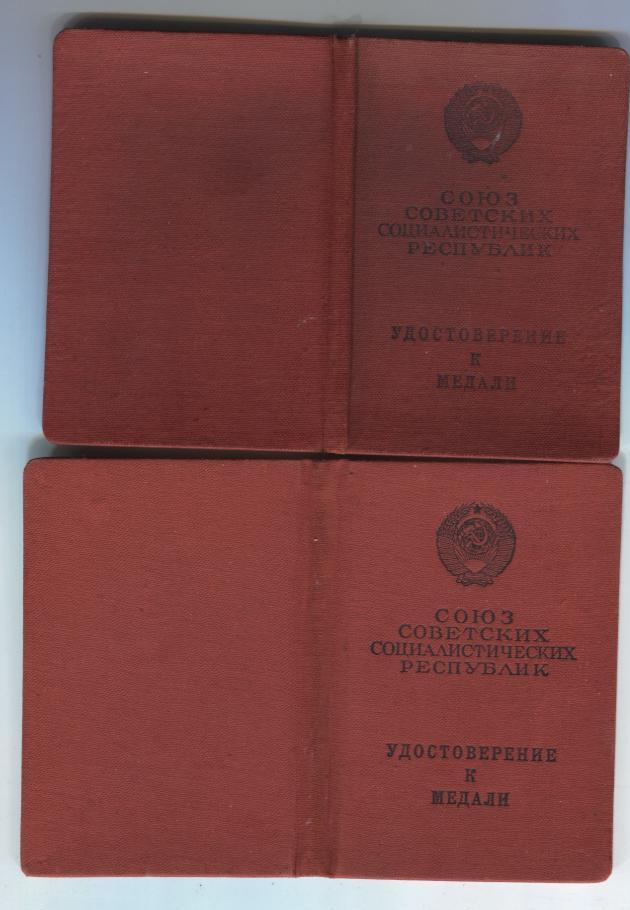 СОЮЗ
СОВЕТСКИХ
СОЦИАЛИСТИЧЕСКИХ
РЕСПУБЛИК
УДОСТОВЕРЕНИЕ
К
МЕДАЛИ
СОЮЗ
СОВЕТСКИХ
СОЦИАЛИСТИЧЕСКИХ
РЕСПУБЛИК
УДОСТОВЕРЕНИЕ
К
МЕДАЛИ